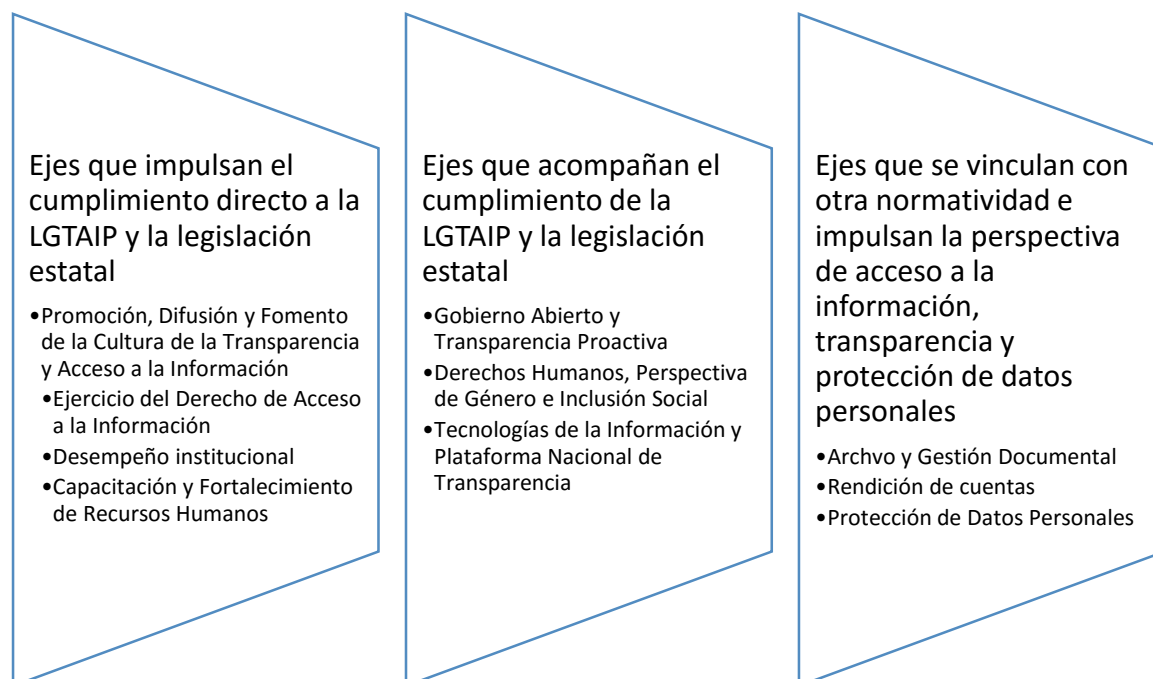 Ejes que impulsan el
cumplimiento directo a la
LGTAIP y la legislación
estatal
•Promoción, Difusión y Fomento
de la Cultura de la Transparencia
y Acceso a la Información
•Ejercicio del Derecho de Acceso
a la Información
•Desempeño institucional
•Capacitación y Fortalecimiento
de Recursos Humanos
Ejes que acompañan el
cumplimiento de la
LGTAIP y la legislación
estatal
•Gobierno Abierto y
Transparencia Proactiva
•Derechos Humanos, Perspectiva
de Género e Inclusión Social
•Tecnologías de la Información y
Plataforma Nacional de
Transparencia
Ejes que se vinculan con
otra normatividad e
impulsan la perspectiva
de acceso a la
información,
transparencia y
protección de datos
personales
•Archvo y Gestión Documental
•Rendición de cuentas
•Protección de Datos Personales